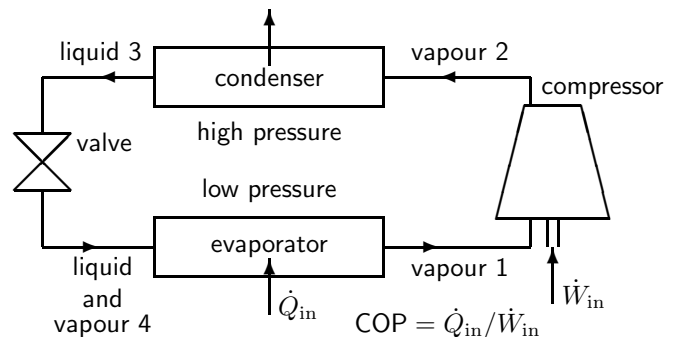 liquid 3
condenser
vapour 2
compressor
valve
high pressure
low pressure
evaporator
liquid
and
vapour 4
Q̇in
vapour 1
Ẇin
COP = Q̇in/Ẇin